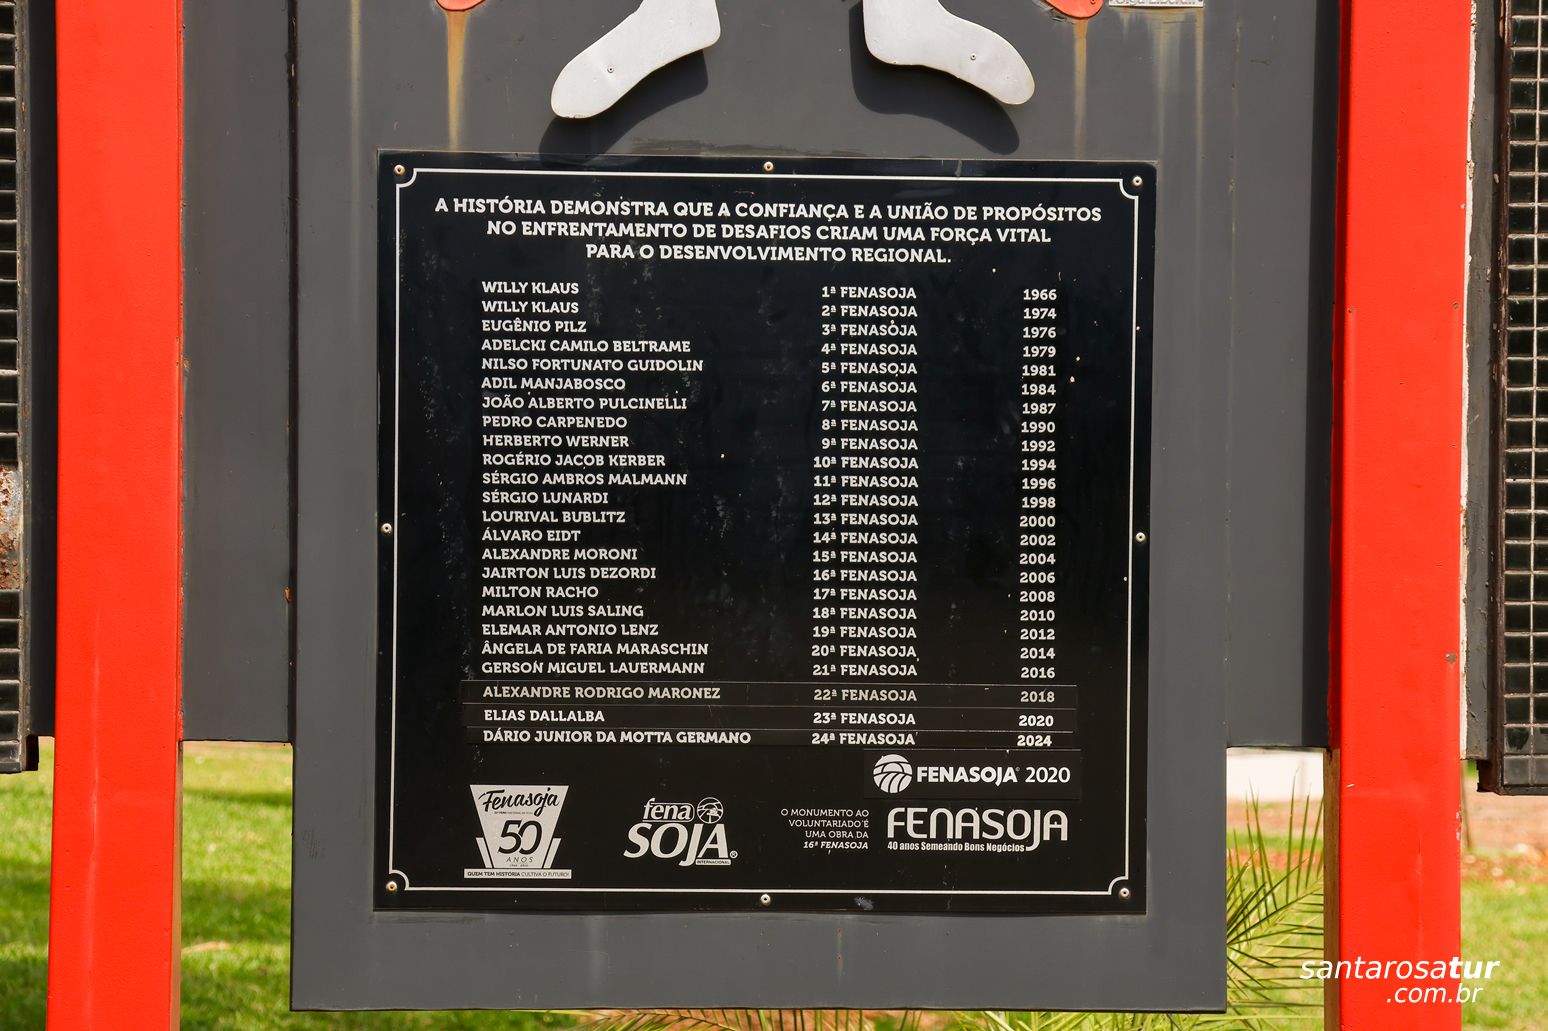 A HISTÓRIA DEMONSTRA QUE A CONFIANÇA E A UNIÃO DE PROPÓSITOS
NO ENFRENTAMENTO DE DESAFIOS CRIAM UMA FORÇA VITAL
PARA O DESENVOLVIMENTO REGIONAL.
WILLY KLAUS 1ª FENASOJA 1966
WILLY KLAUS 2ª FENASOJA 1974
EUGÊNIO PILZ 3ª FENASOJA 1976
ADELCKI CAMILO BELTRAME 4ª FENASOJA 1979
NILSO FORTUNATO GUIDOLIN 5ª FENASOJA 1981
ADIL MANJABOSCO 6ª FENASOJA 1984
JOÃO ALBERTO PULCINELLI 7ª FENASOJA 1987
PEDRO CARPENEDO 8ª FENASOJA 1990
HERBERTO WERNER 9ª FENASOJA 1992
ROGÉRIO JACOB KERBER 10ª FENASOJA 1994
SÉRGIO AMBROS MALMANN 11ª FENASOJA 1996
SÉRGIO LUNARDI 12ª FENASOJA 1998
LOURIVAL BUBLITZ 13ª FENASOJA 2000
ÁLVARO EIDT 14ª FENASOJA 2002
ALEXANDRE MORONI 15ª FENASOJA 2004
JAIRTON LUIS DEZORDI 16ª FENASOJA 2006
MILTON RACHO 17ª FENASOJA 2008
MARLON LUIS SALING 18ª FENASOJA 2010
ELEMAR ANTONIO LENZ 19ª FENASOJA 2012
ÂNGELA DE FARIA MARASCHIN 20ª FENASOJA 2014
GERSON MIGUEL LAUERMANN 21ª FENASOJA 2016
ALEXANDRE RODRIGO MARONEZ 22ª FENASOJA 2018
ELIAS DALLALBA 23ª FENASOJA 2020
DÁRIO JUNIOR DA MOTTA GERMANO 24ª FENASOJA 2024
FENASOJA 2020
Fenasoja
50
ANOS
QUEM TEM HISTÓRIA CULTIVA O FUTURO!
fena
SOJA®
INTERNACIONAL
O MONUMENTO AO
VOLUNTARIADO É
UMA OBRA DA
16ª FENASOJA
FENASOJA
40 anos Semeando Bons Negócios
santarosatur
.com.br